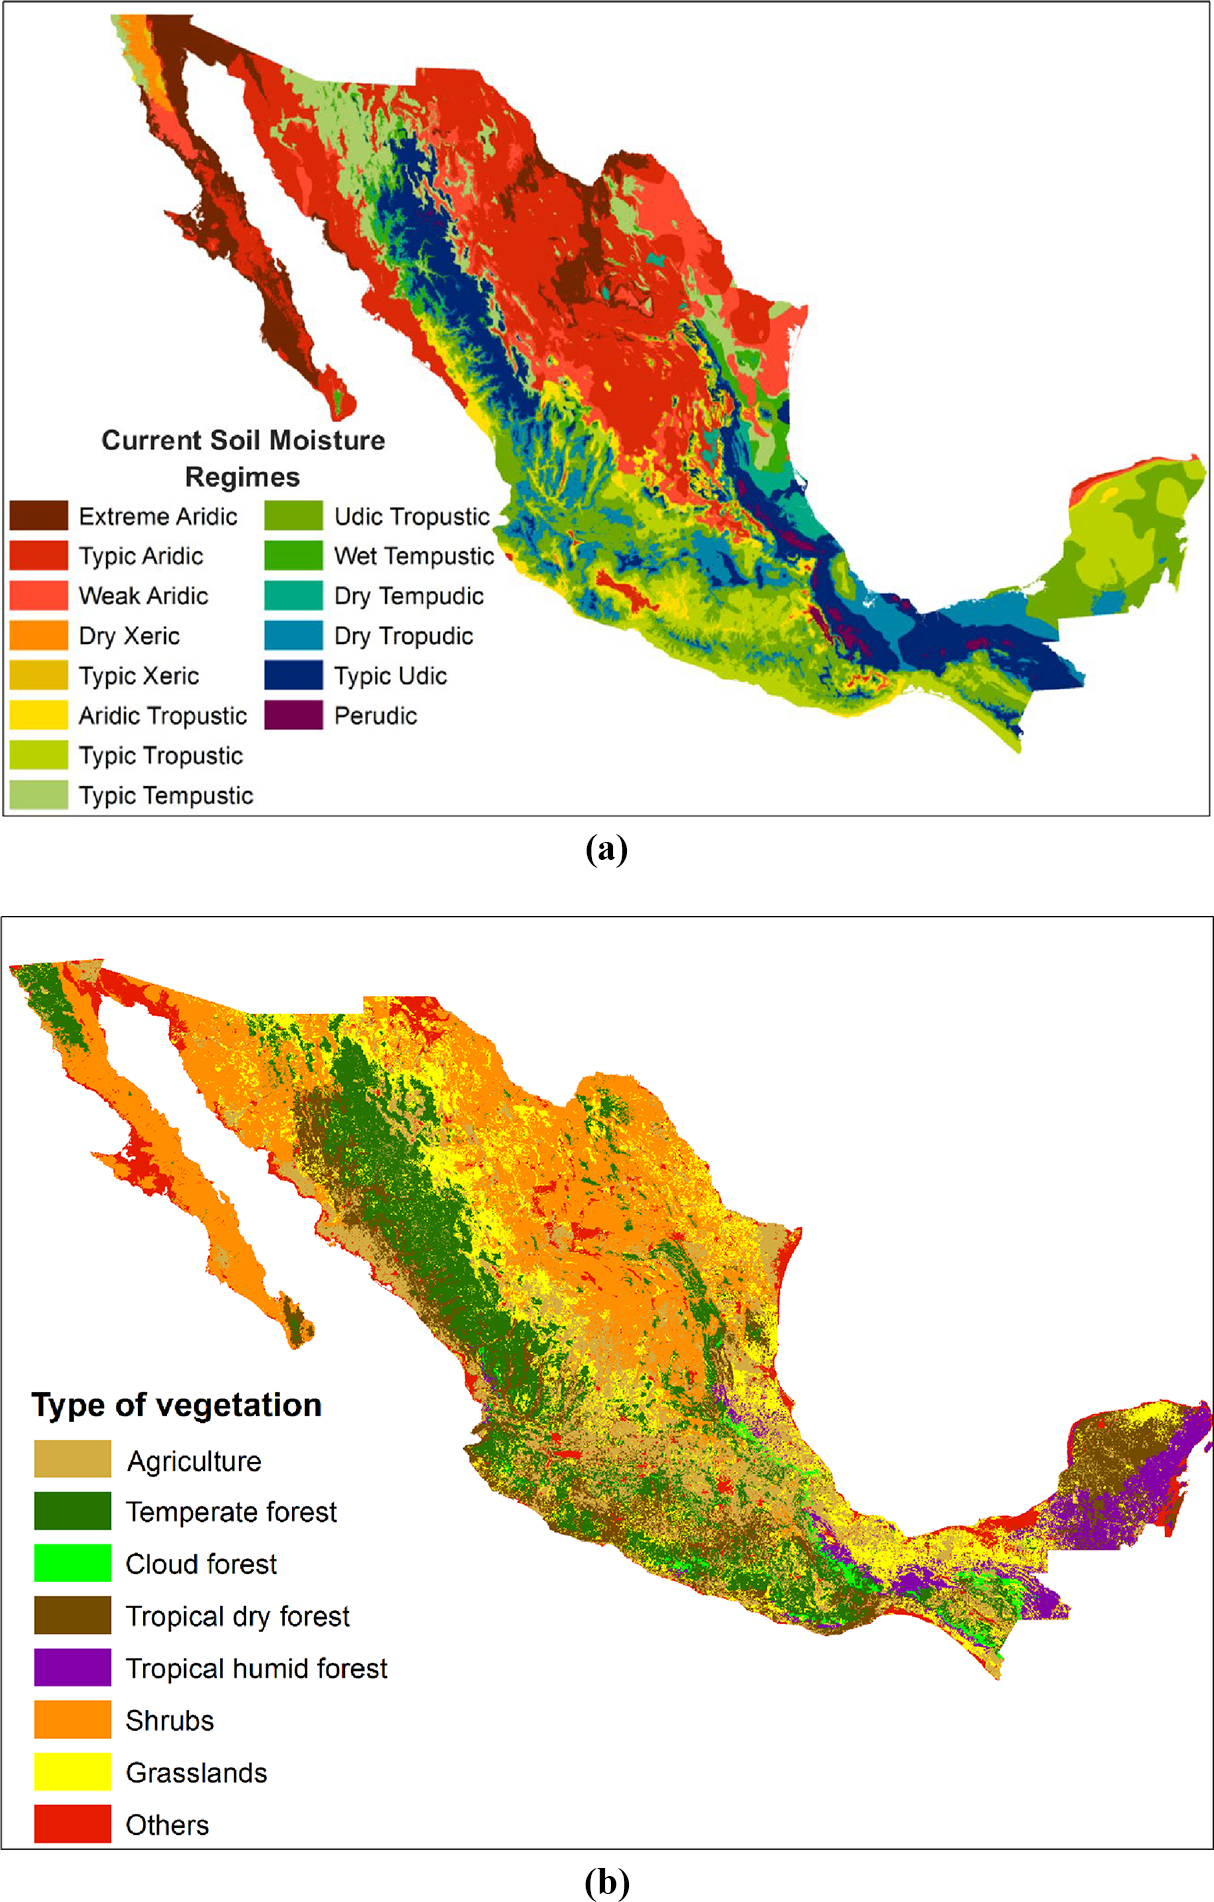 Current Soil Moisture
Regimes
Extreme Aridic
Typic Aridic
Weak Aridic
Dry Xeric
Typic Xeric
Aridic Tropustic
Typic Tropustic
Typic Tempustic
Udic Tropustic
Wet Tempustic
Dry Tempudic
Dry Tropudic
Typic Udic
Perudic
(a)
Type of vegetation
Agriculture
Temperate forest
Cloud forest
Tropical dry forest
Tropical humid forest
Shrubs
Grasslands
Others
(b)